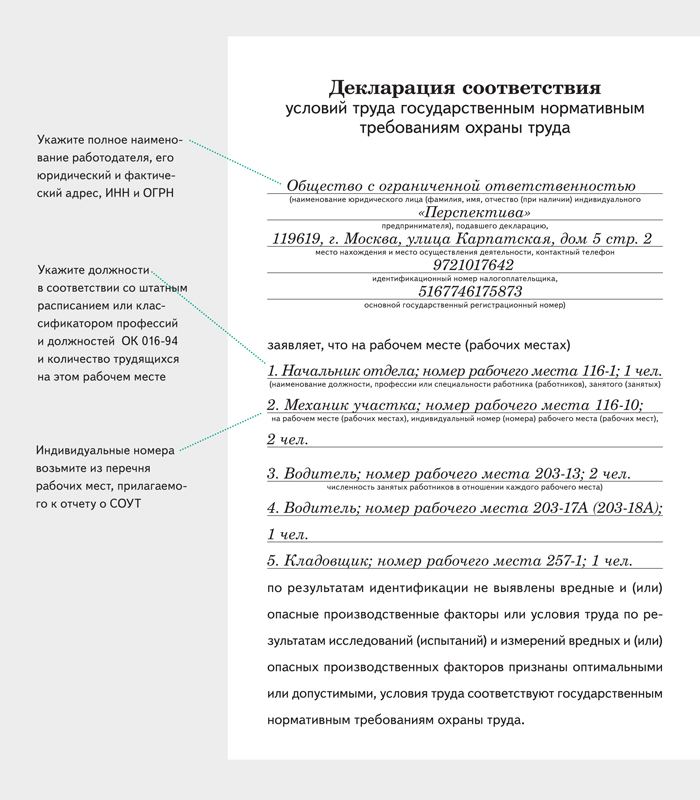 Декларация соответствия
условий труда государственным нормативным
требованиям охраны труда
Укажите полное наимено-
вание работодателя, его
юридический и фактиче-
ский адрес, ИНН и ОГРН
Общество с ограниченной ответственностью
(наименование юридического лица (фамилия, имя, отчество (при наличии) индивидуального
«Перспектива»
предпринимателя), подавшего декларацию,
119619, г. Москва, улица Карпатская, дом 5 стр. 2
место нахождения и место осуществления деятельности, контактный телефон
9721017642
идентификационный номер налогоплательщика,
5167746175873
основной государственный регистрационный номер)
Укажите должности
в соответствии со штатным
расписанием или клас-
сификатором профессий
и должностей ОК 016-94
и количество трудящихся
на этом рабочем месте
заявляет, что на рабочем месте (рабочих местах)
1. Начальник отдела; номер рабочего места 116-1; 1 чел.
(наименование должности, профессии или специальности работника (работников), занятого (занятых)
2. Механик участка; номер рабочего места 116-10;
на рабочем месте (рабочих местах), индивидуальный номер (номера) рабочего места (рабочих мест),
2 чел.
Индивидуальные номера
возьмите из перечня
рабочих мест, прилагаемо-
го к отчету о СОУТ
3. Водитель; номер рабочего места 203-13; 2 чел.
численность занятых работников в отношении каждого рабочего места)
4. Водитель; номер рабочего места 203-17А (203-18А);
1 чел.
5. Кладовщик; номер рабочего места 257-1; 1 чел.
по результатам идентификации не выявлены вредные и (или)
опасные производственные факторы или условия труда по ре-
зультатам исследований (испытаний) и измерений вредных и (или)
опасных производственных факторов признаны оптимальными
или допустимыми, условия труда соответствуют государственным
нормативным требованиям охраны труда.